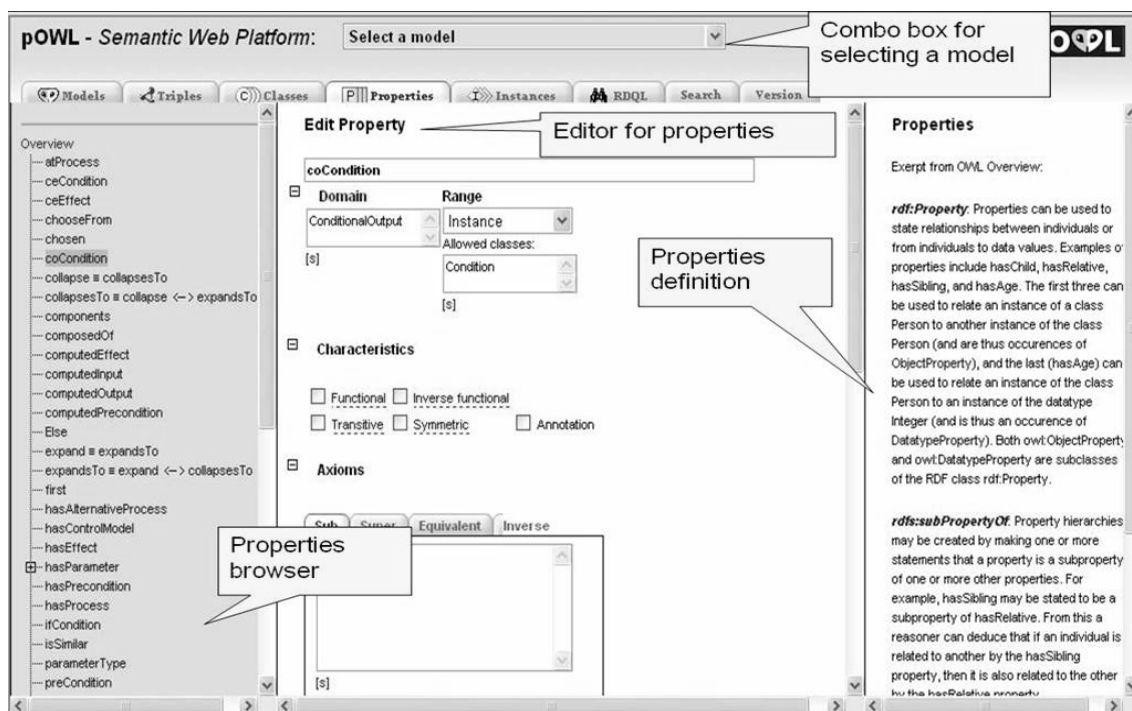 pOWL - Semantic Web Platform:
Select a model
Combo box for
selecting a model
OWL
Models
Triples
Classes
Properties
Instances
RDQL
Search
Version
Overview
atProcess
ceCondition
ceEffect
chooseFrom
chosen
coCondition
collapse ≡ collapsesTo
collapsesTo ≡ collapse <-> expandsTo
components
composedOf
computedEffect
computedInput
computedOutput
computedPrecondition
Else
expand ≡ expandsTo
expandsTo ≡ expand <-> collapsesTo
first
hasAlternativeProcess
hasControlModel
hasEffect
hasParameter
hasPrecondition
hasProcess
ifCondition
isSimilar
parameterType
preCondition
Properties
browser
Edit Property
Editor for properties
coCondition
Domain
Range
ConditionalOutput
Instance
Allowed classes:
[s]
Condition
[s]
Characteristics
Functional
Inverse functional
Transitive
Symmetric
Annotation
Axioms
Sub
Super
Equivalent
Inverse
[s]
Properties
definition
Properties
Exerpt from OWL Overview:
rdf:Property: Properties can be used to
state relationships between individuals or
from individuals to data values. Examples of
properties include hasChild, hasRelative,
hasSibling, and hasAge. The first three can
be used to relate an instance of a class
Person to another instance of the class
Person (and are thus occurences of
ObjectProperty), and the last (hasAge) can
be used to relate an instance of the class
Person to an instance of the datatype
Integer (and is thus an occurence of
DatatypeProperty). Both owl:ObjectProperty
and owl:DatatypeProperty are subclasses
of the RDF class rdf:Property.
rdfs:subPropertyOf: Property hierarchies
may be created by making one or more
statements that a property is a subproperty
of one or more other properties. For
example, hasSibling may be stated to be a
subproperty of hasRelative. From this a
reasoner can deduce that if an individual is
related to another by the hasSibling
property, then it is also related to the other
by the hasRelative property.